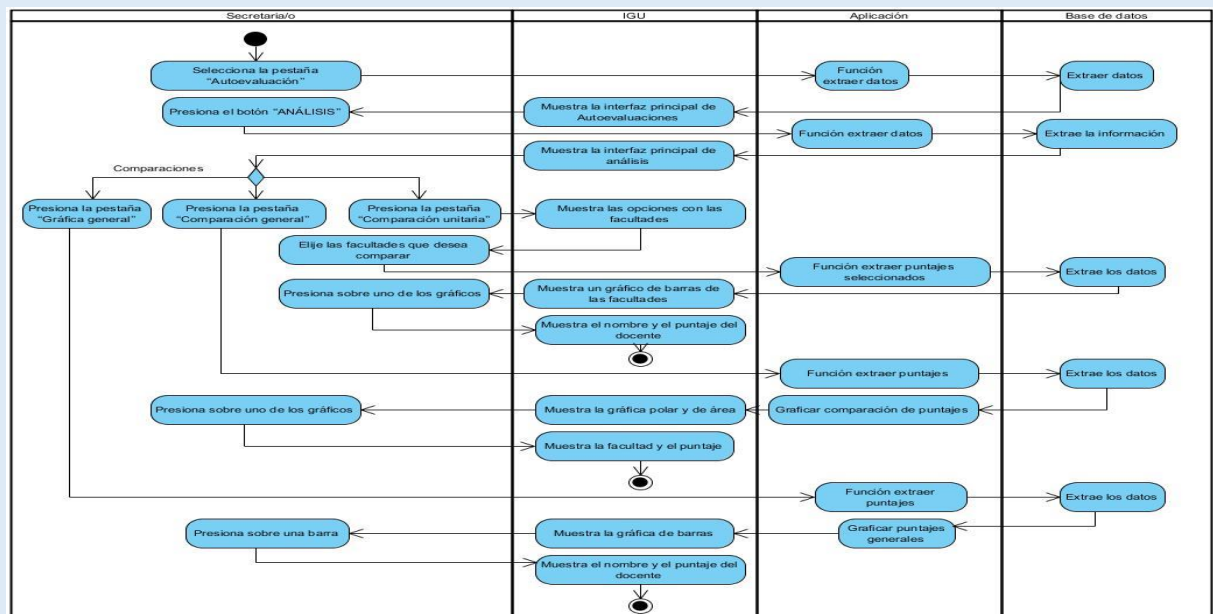 Secretaria/o
IGU
Aplicación
Base de datos
Selecciona la pestaña
“Autoevaluación”
Función
extraer datos
Extraer datos
Presiona el botón “ANÁLISIS”
Muestra la interfaz principal de
Autoevaluaciones
Función extraer datos
Extrae la información
Muestra la interfaz principal de
análisis
Comparaciones
Presiona la pestaña
“Gráfica general”
Presiona la pestaña
“Comparación general”
Presiona la pestaña
“Comparación unitaria”
Muestra las opciones con las
facultades
Elije las facultades que desea
comparar
Función extraer puntajes
seleccionados
Extrae los datos
Presiona sobre uno de los gráficos
Muestra un gráfico de barras de
las facultades
Muestra el nombre y el puntaje del
docente
Función extraer puntajes
Extrae los datos
Presiona sobre uno de los gráficos
Muestra la gráfica polar y de área
Graficar comparación de puntajes
Muestra la facultad y el puntaje
Función extraer
puntajes
Extrae los datos
Presiona sobre una barra
Muestra la gráfica de barras
Graficar puntajes
generales
Muestra el nombre y el puntaje del
docente